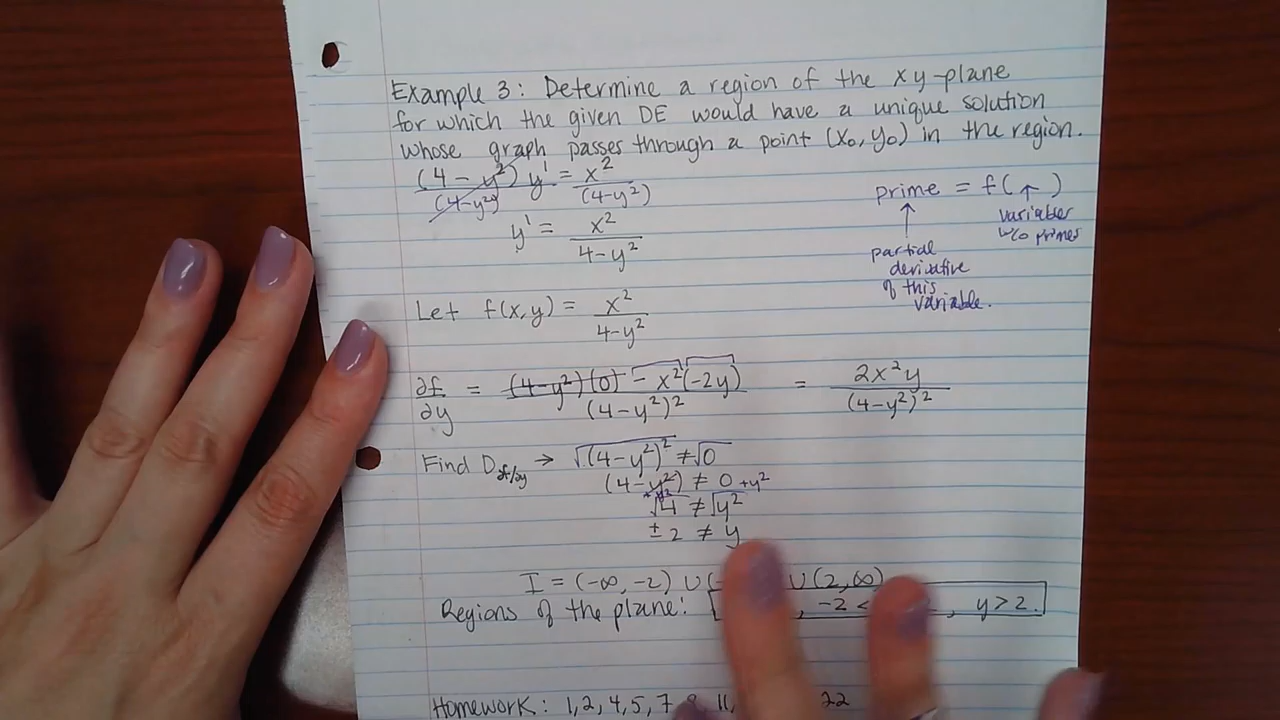 Example 3: Determine a region of the xy-plane
for which the given DE would have a unique solution
whose graph passes through a point (x₀, y₀) in the region.
(4 - y²) y' = x²
(4-y²) (4-y²)
prime = f(↑)
variables
w/o primes
↑
partial
derivative
of this
variable.
y' = x²
4-y²
Let f(x,y) = x²
4-y²
∂f = (4-y²)(0) - x²(-2y) = 2x²y
∂y (4-y²)² (4-y²)²
Find D ∂f/∂y → √(4-y²)² ≠ √0
(4-y²) ≠ 0 +y²
√4 ≠ √y²
± 2 ≠ y
I = (-∞, -2) ∪ (- ∪ (2,∞)
Regions of the plane: , -2 < , y>2.
Homework: 1, 2, 4, 5, 7 11, 22